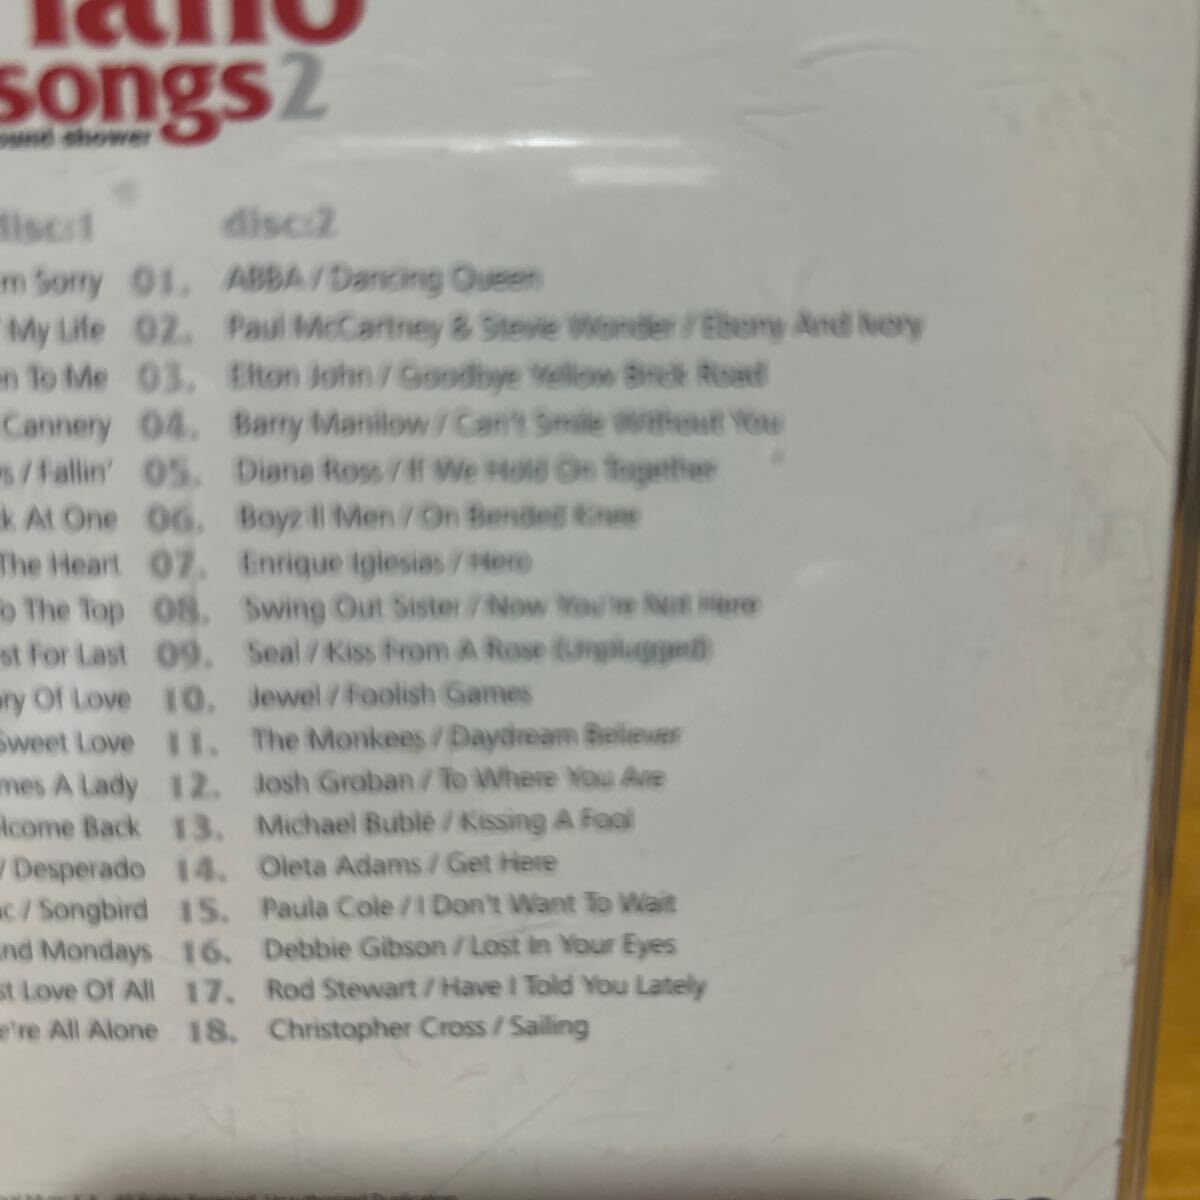 iano
songs2
ound shower
disc:1 disc:2
m Sorry 01. ABBA / Dancing Queen
My Life 02. Paul McCartney & Stevie Wonder / Ebony And Ivory
n To Me 03. Elton John / Goodbye Yellow Brick Road
Cannery 04. Barry Manilow / Can't Smile Without You
s / Fallin' 05. Diana Ross / If We Hold On Together
k At One 06. Boyz II Men / On Bended Knee
The Heart 07. Enrique Iglesias / Hero
o The Top 08. Swing Out Sister / Now You're Not Here
st For Last 09. Seal / Kiss From A Rose (Unplugged)
ory Of Love 10. Jewel / Foolish Games
Sweet Love 11. The Monkees / Daydream Believer
mes A Lady 12. Josh Groban / To Where You Are
lcome Back 13. Michael Bublé / Kissing A Fool
/ Desperado 14. Oleta Adams / Get Here
c / Songbird 15. Paula Cole / I Don't Want To Wait
nd Mondays 16. Debbie Gibson / Lost In Your Eyes
st Love Of All 17. Rod Stewart / Have I Told You Lately
e're All Alone 18. Christopher Cross / Sailing